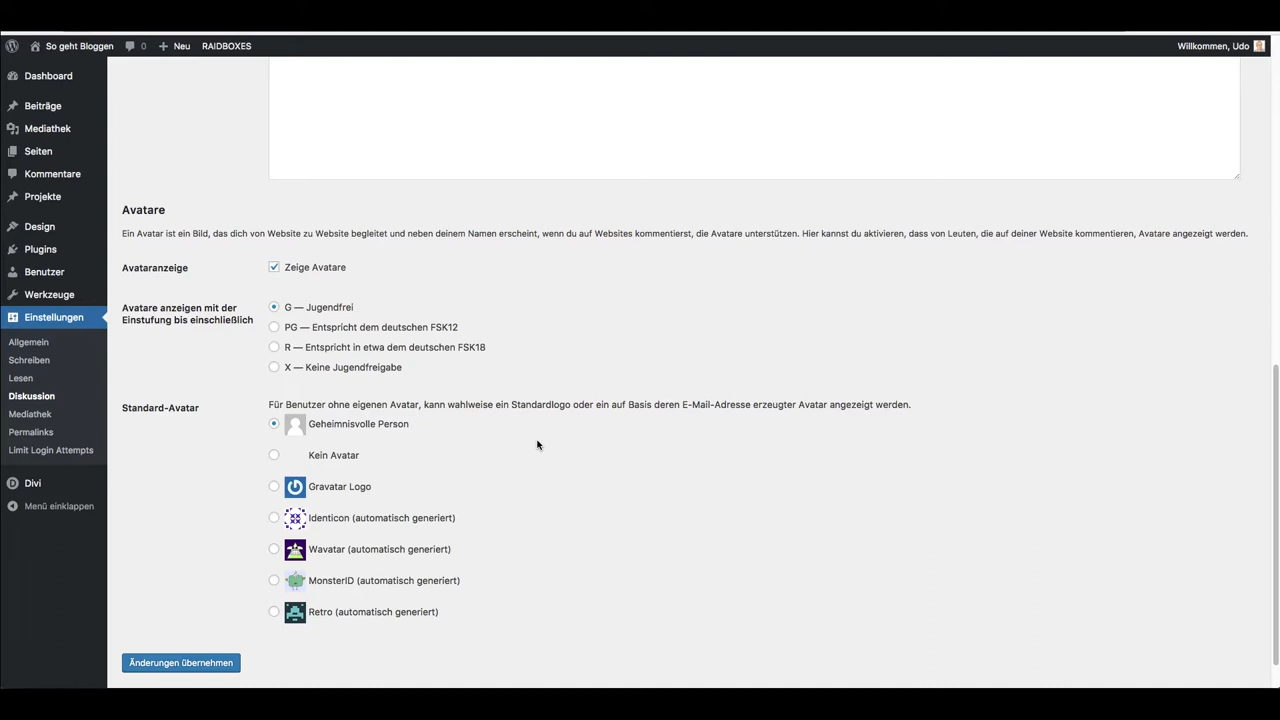 So geht Bloggen 0 Neu RAIDBOXES Willkommen, Udo
Dashboard
Beiträge
Mediathek
Seiten
Kommentare
Projekte
Design
Plugins
Benutzer
Werkzeuge
Einstellungen
Allgemein
Schreiben
Lesen
Diskussion
Mediathek
Permalinks
Limit Login Attempts
Divi
Menü einklappen
Avatare
Ein Avatar ist ein Bild, das dich von Website zu Website begleitet und neben deinem Namen erscheint, wenn du auf Websites kommentierst, die Avatare unterstützen. Hier kannst du aktivieren, dass von Leuten, die auf deiner Website kommentieren, Avatare angezeigt werden.
Avataranzeige
Zeige Avatare
Avatare anzeigen mit der
Einstufung bis einschließlich
G — Jugendfrei
PG — Entspricht dem deutschen FSK12
R — Entspricht in etwa dem deutschen FSK18
X — Keine Jugendfreigabe
Standard-Avatar
Für Benutzer ohne eigenen Avatar, kann wahlweise ein Standardlogo oder ein auf Basis deren E-Mail-Adresse erzeugter Avatar angezeigt werden.
Geheimnisvolle Person
Kein Avatar
Gravatar Logo
Identicon (automatisch generiert)
Wavatar (automatisch generiert)
MonsterID (automatisch generiert)
Retro (automatisch generiert)
Änderungen übernehmen